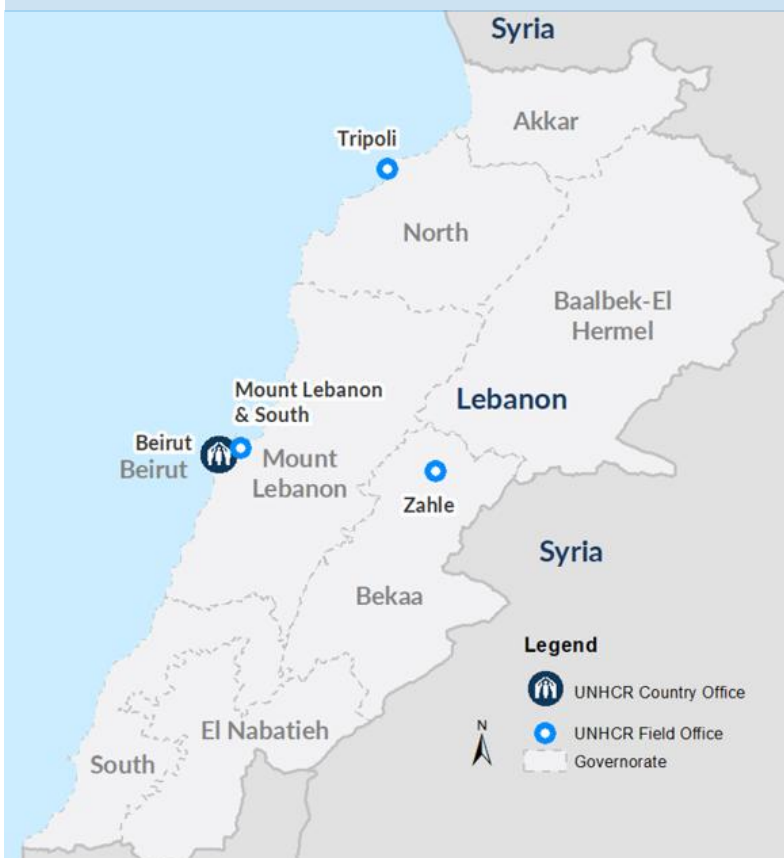 Syria
Akkar
Tripoli
North
Baalbek-El
Hermel
Mount Lebanon
& South
Lebanon
Beirut
Beirut
Mount
Lebanon
Zahle
Syria
Bekaa
Legend
UNHCR Country Office
N
UNHCR Field Office
El Nabatieh
South
Governorate